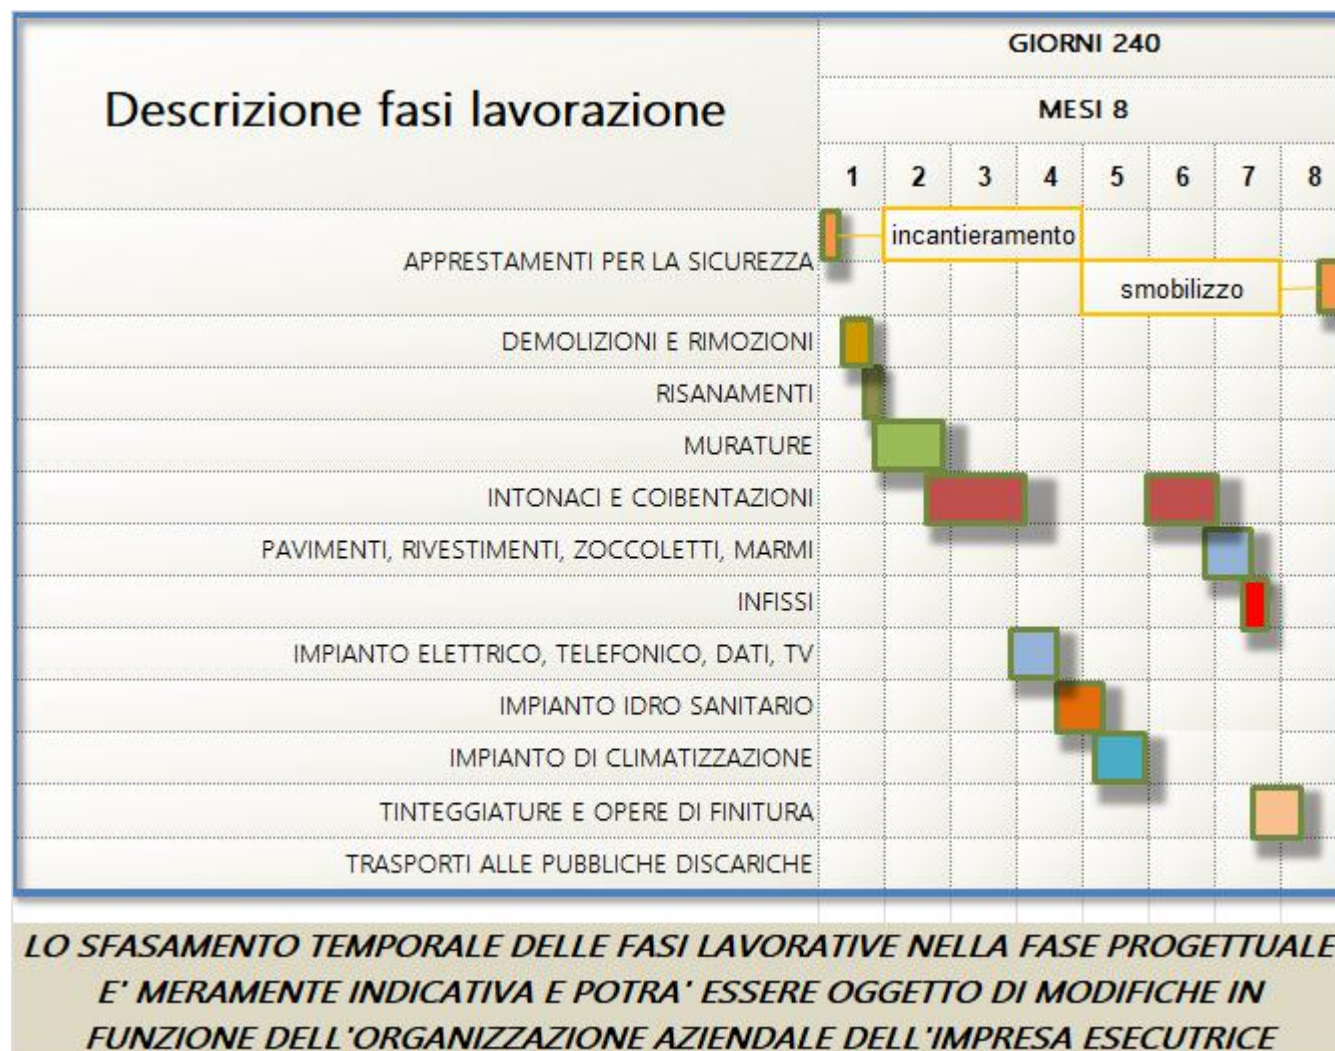 Descrizione fasi lavorazione
GIORNI 240
MESI 8
1 2 3 4 5 6 7 8
incantieramento
APPRESTAMENTI PER LA SICUREZZA
smobilizzo
DEMOLIZIONI E RIMOZIONI
RISANAMENTI
MURATURE
INTONACI E COIBENTAZIONI
PAVIMENTI, RIVESTIMENTI, ZOCCOLETTI, MARMI
INFISSI
IMPIANTO ELETTRICO, TELEFONICO, DATI, TV
IMPIANTO IDRO SANITARIO
IMPIANTO DI CLIMATIZZAZIONE
TINTEGGIATURE E OPERE DI FINITURA
TRASPORTI ALLE PUBBLICHE DISCARICHE
LO SFASAMENTO TEMPORALE DELLE FASI LAVORATIVE NELLA FASE PROGETTUALE
E' MERAMENTE INDICATIVA E POTRA' ESSERE OGGETTO DI MODIFICHE IN
FUNZIONE DELL'ORGANIZZAZIONE AZIENDALE DELL'IMPRESA ESECUTRICE